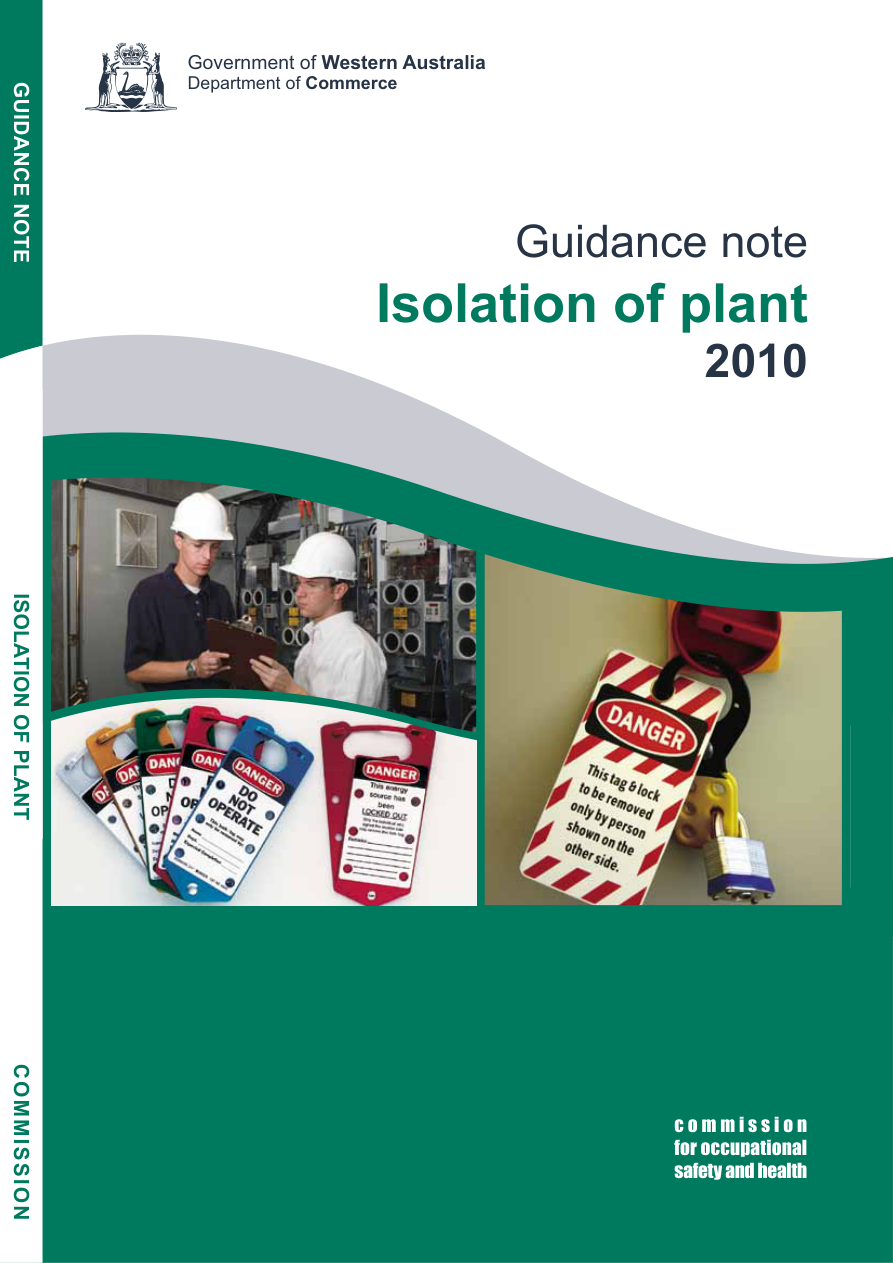 GUIDANCE NOTE
ISOLATION OF PLANT
COMMISSION
Government of Western Australia
Department of Commerce
Guidance note
Isolation of plant
2010
DANGER
DO
NOT
OPERATE
DANGER
This energy
source has
been
LOCKED OUT
DANGER
This tag & lock
to be removed
only by person
shown on the
other side.
commission
for occupational
safety and health